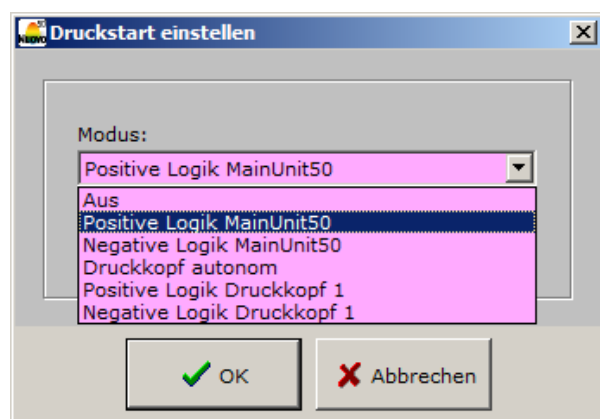 Druckstart einstellen
Modus:
Positive Logik MainUnit50
Aus
Positive Logik MainUnit50
Negative Logik MainUnit50
Druckkopf autonom
Positive Logik Druckkopf 1
Negative Logik Druckkopf 1
OK Abbrechen